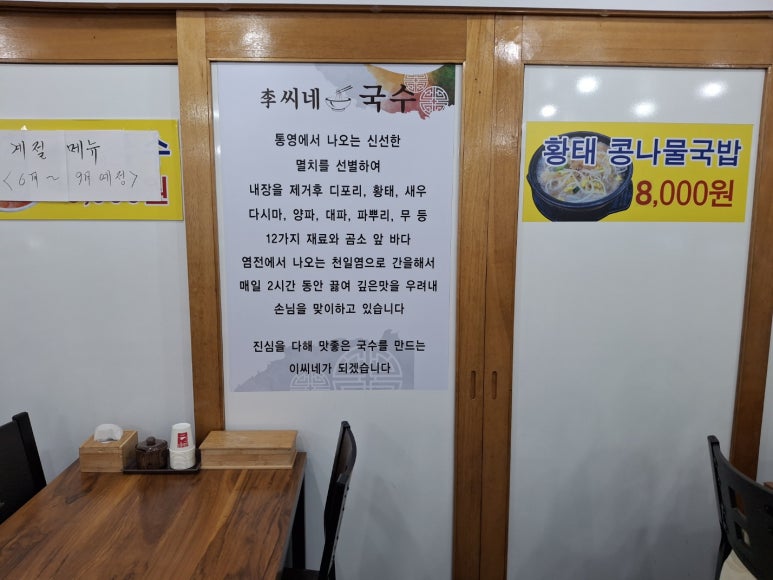 계절 메뉴
<6개~ 9개 예정>
수
원
李씨네 국수
통영에서 나오는 신선한
멸치를 선별하여
내장을 제거후 디포리, 황태, 새우
다시마, 양파, 대파, 파뿌리, 무 등
12가지 재료와 곰소 앞 바다
염전에서 나오는 천일염으로 간을해서
매일 2시간 동안 끓여 깊은맛을 우려내
손님을 맞이하고 있습니다
진심을 다해 맛좋은 국수를 만드는
이씨네가 되겠습니다
황태 콩나물국밥
8,000원